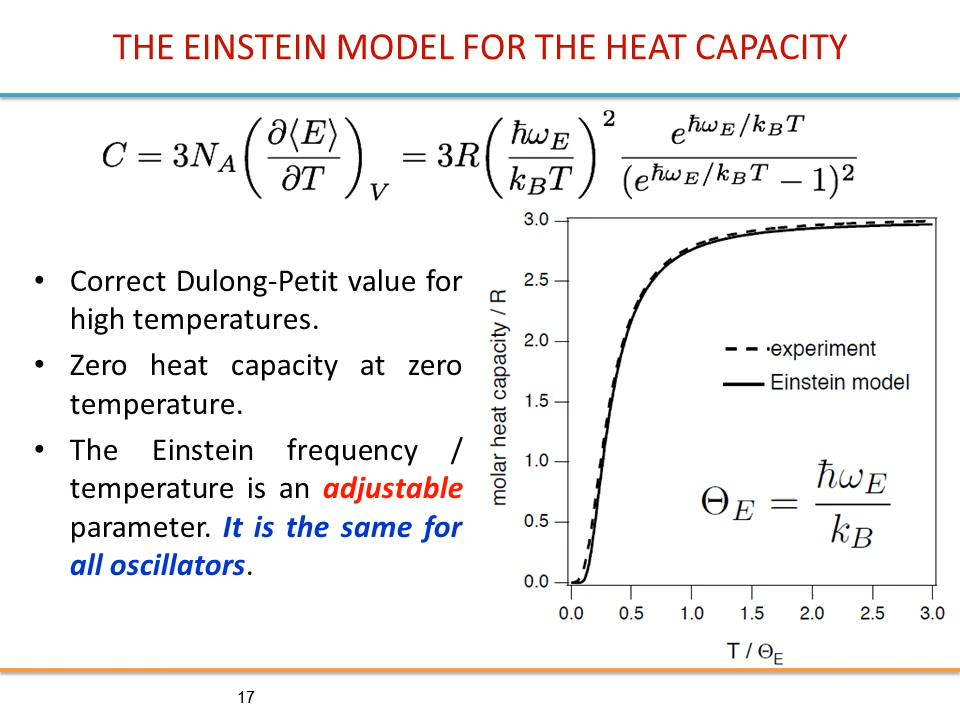 THE EINSTEIN MODEL FOR THE HEAT CAPACITY
C = 3N_A (∂⟨E⟩/∂T)_V = 3R (ħω_E/k_BT)² e^{ħω_E/k_BT}/(e^{ħω_E/k_BT} − 1)²
• Correct Dulong-Petit value for
high temperatures.
• Zero heat capacity at zero
temperature.
• The Einstein frequency /
temperature is an adjustable
parameter. It is the same for
all oscillators.
molar heat capacity / R
3.0
2.5
2.0
1.5
1.0
0.5
0.0
experiment
Einstein model
Θ_E = ħω_E/k_B
0.0 0.5 1.0 1.5 2.0 2.5 3.0
T / Θ_E
17